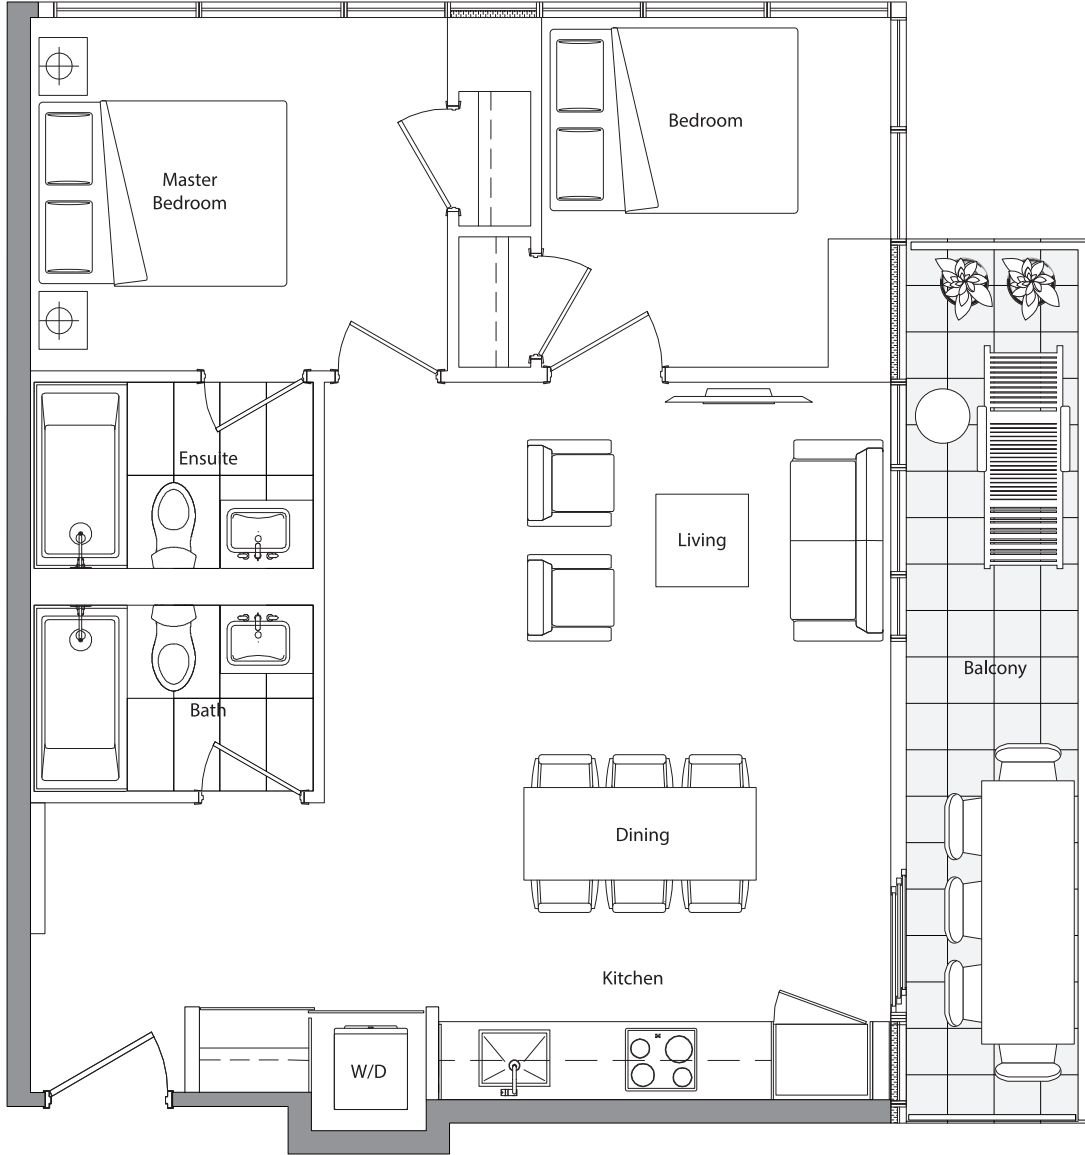 Bedroom
Master
Bedroom
Ensuite
Living
Balcony
Bath
Dining
Kitchen
W/D